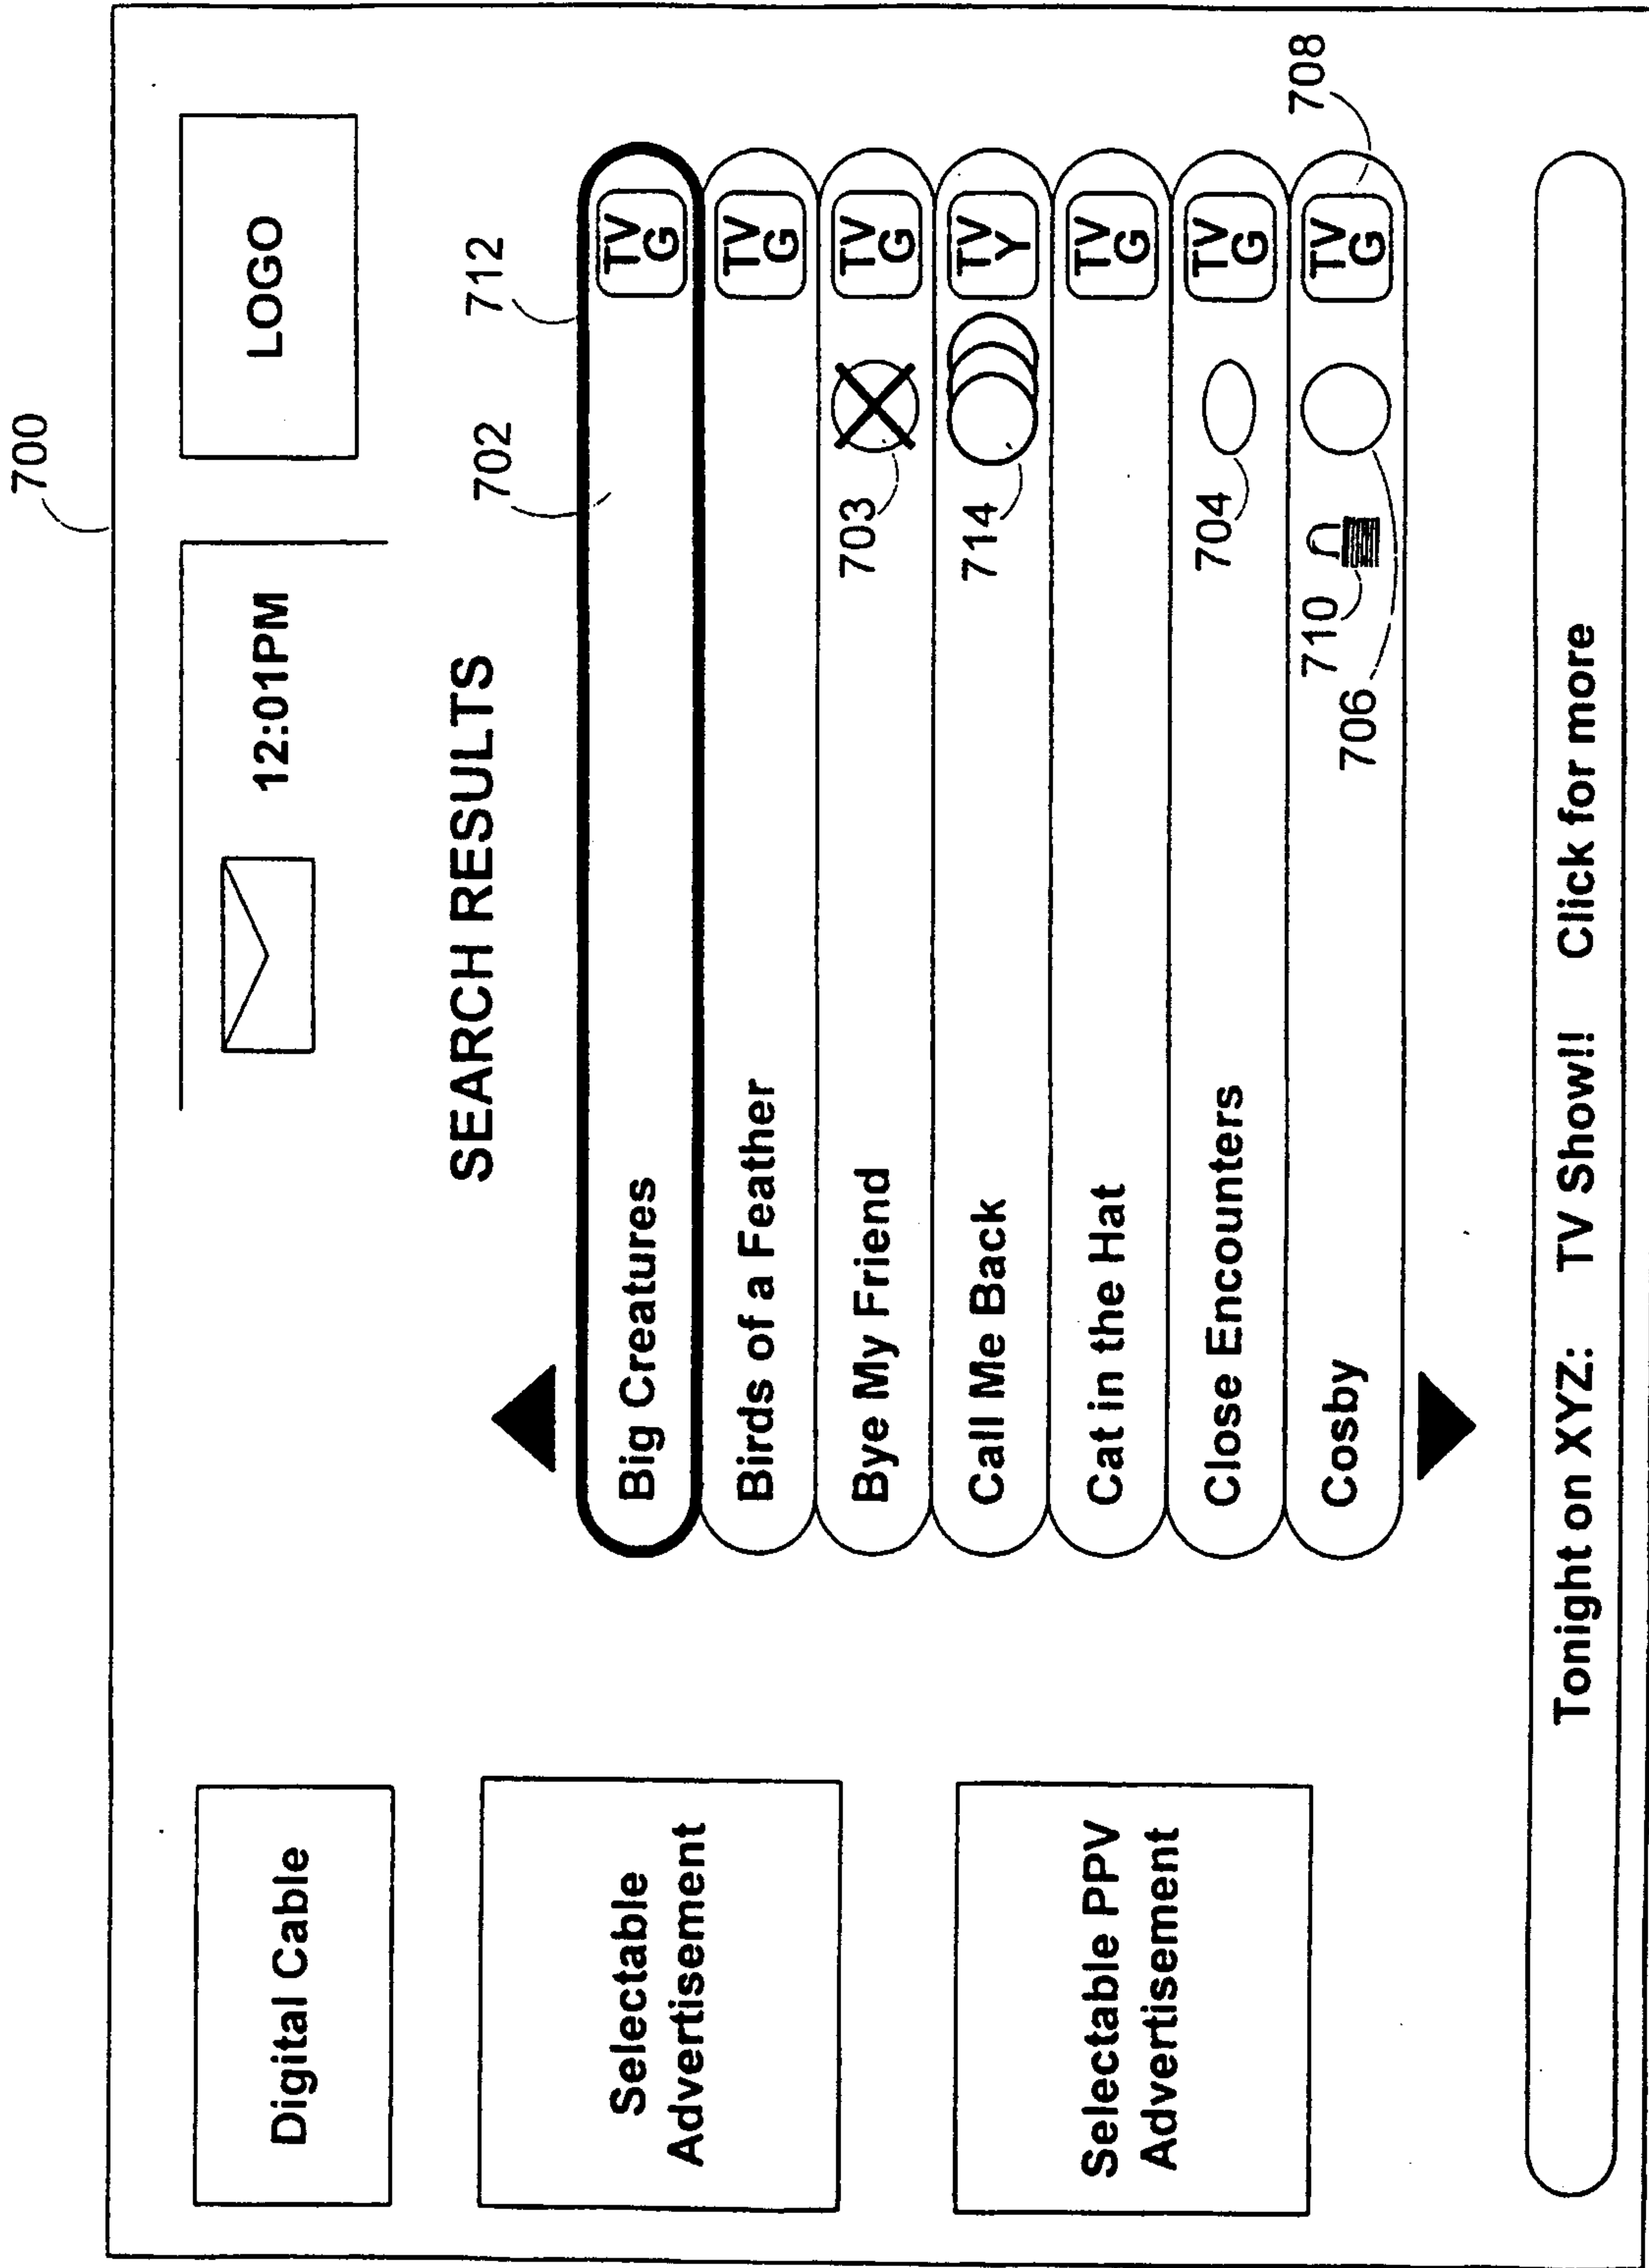 700
Digital Cable
12:01PM
LOGO
SEARCH RESULTS
702
712
Selectable
Advertisement
Big Creatures
TV
G
Birds of a Feather
TV
G
Bye My Friend
703
TV
G
Call Me Back
714
TV
Y
Selectable PPV
Advertisement
Cat in the Hat
TV
G
Close Encounters
704
TV
G
Cosby
710
706
TV
G
708
Tonight on XYZ: TV Show!! Click for more